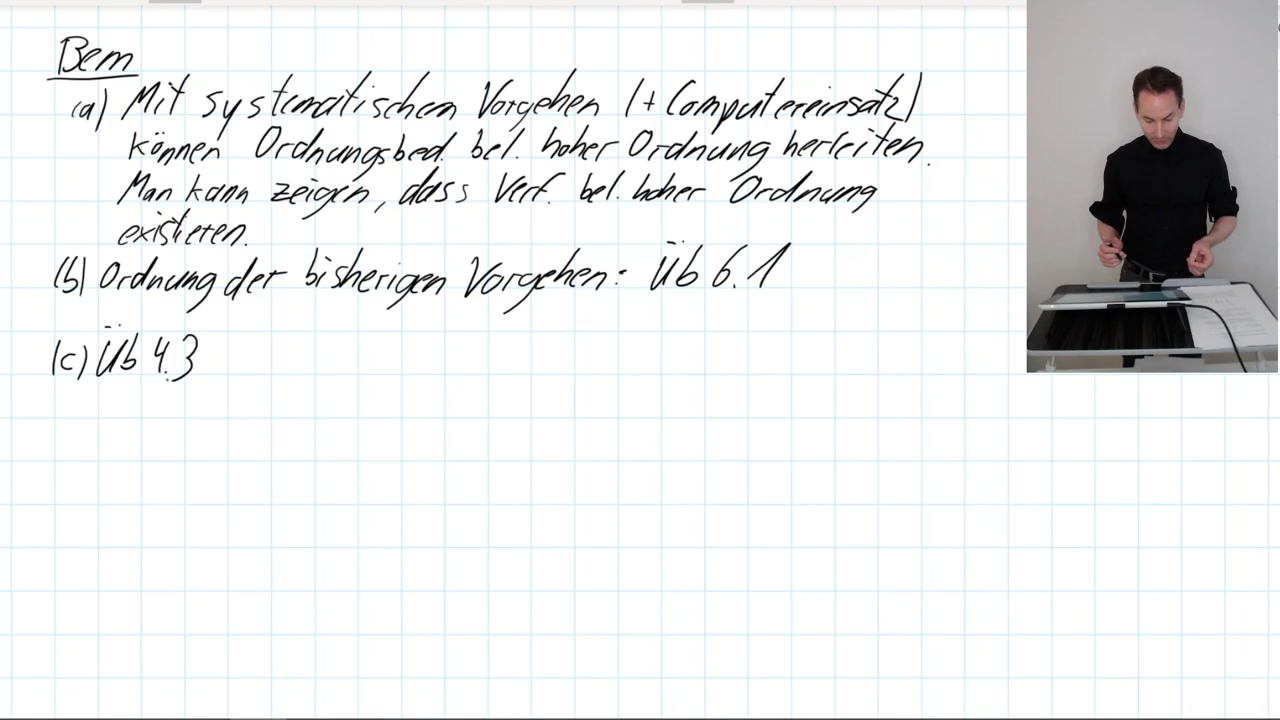 Bem
(a) Mit systematischem Vorgehen (+ Computereinsatz)
können Ordnungsbed. bel. hoher Ordnung herleiten.
Man kann zeigen, dass Verf. bel. hoher Ordnung
existieren.
(b) Ordnung der bisherigen Vorgehen: Üb 6.1
(c) Üb 4.3